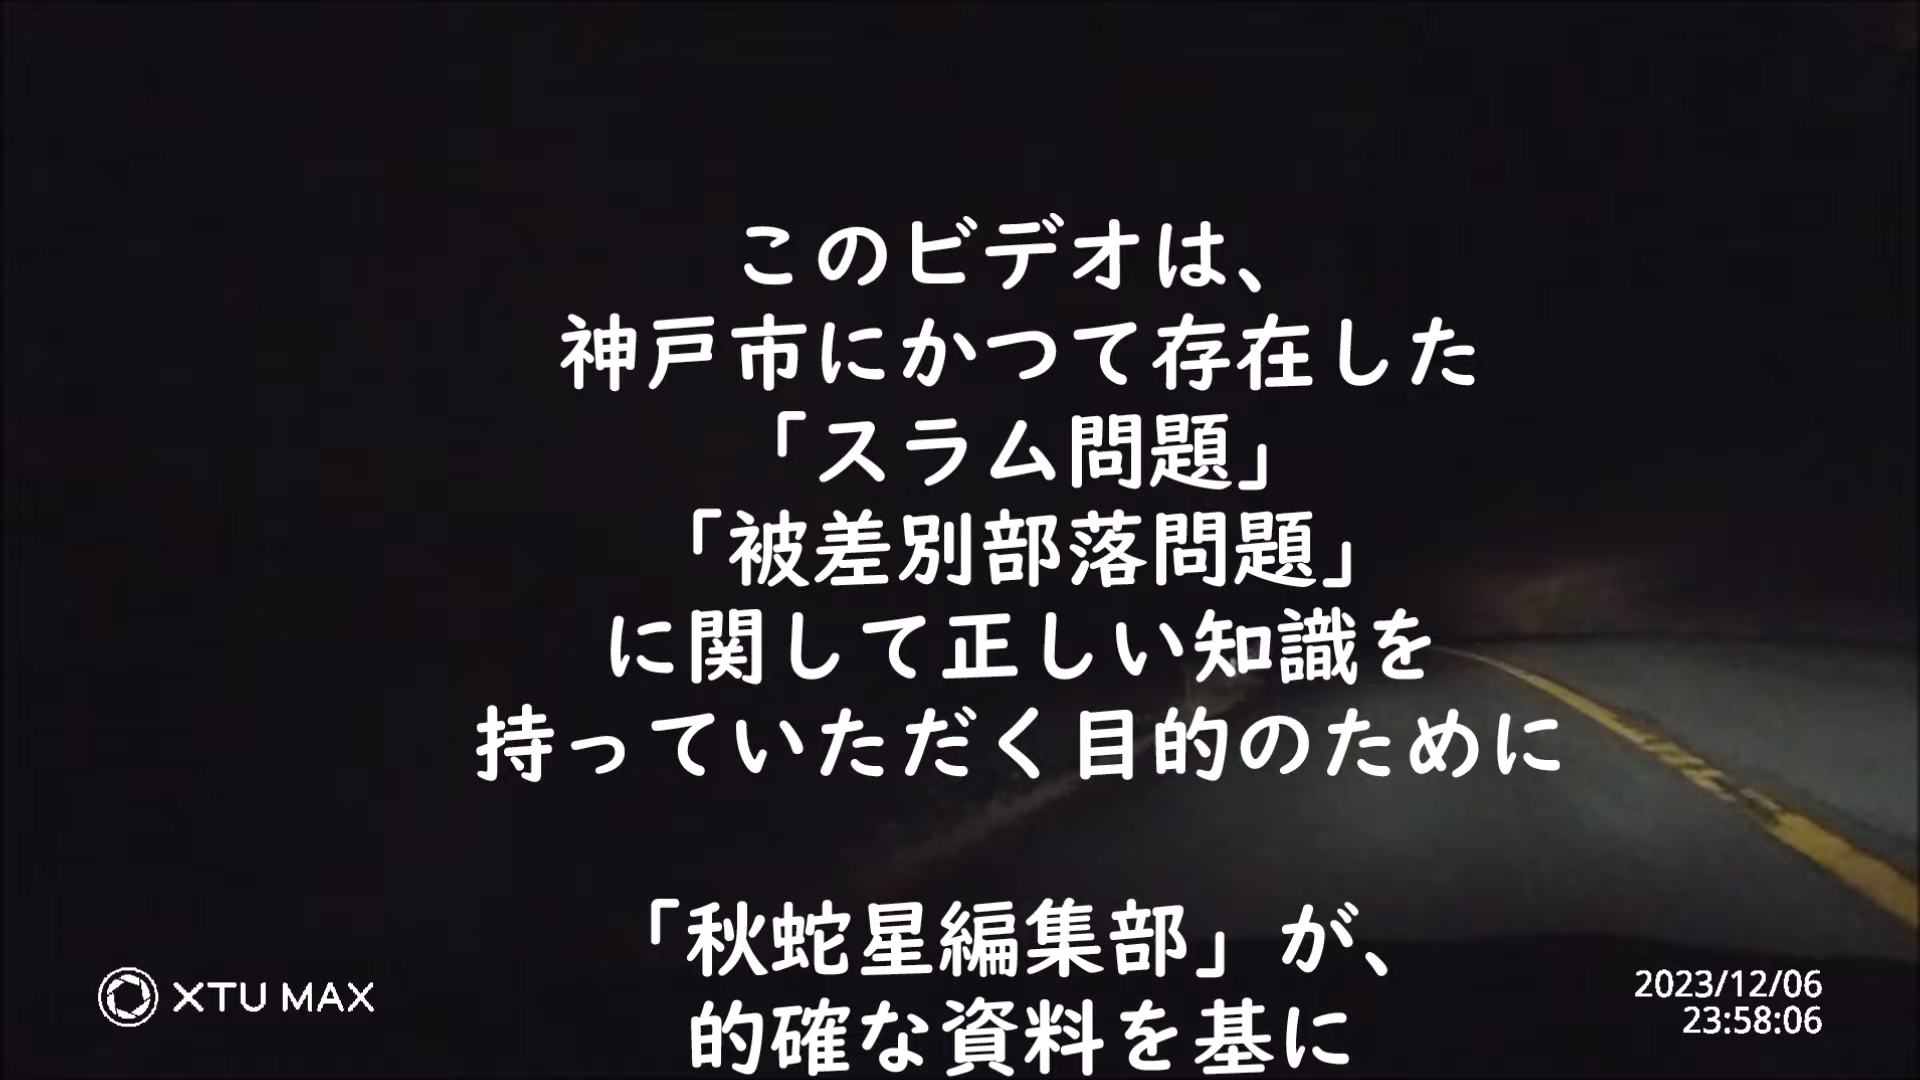 このビデオは、
神戸市にかつて存在した
「スラム問題」
「被差別部落問題」
に関して正しい知識を
持っていただく目的のために
「秋蛇星編集部」が、
的確な資料を基に
XTU MAX
2023/12/06
23:58:06